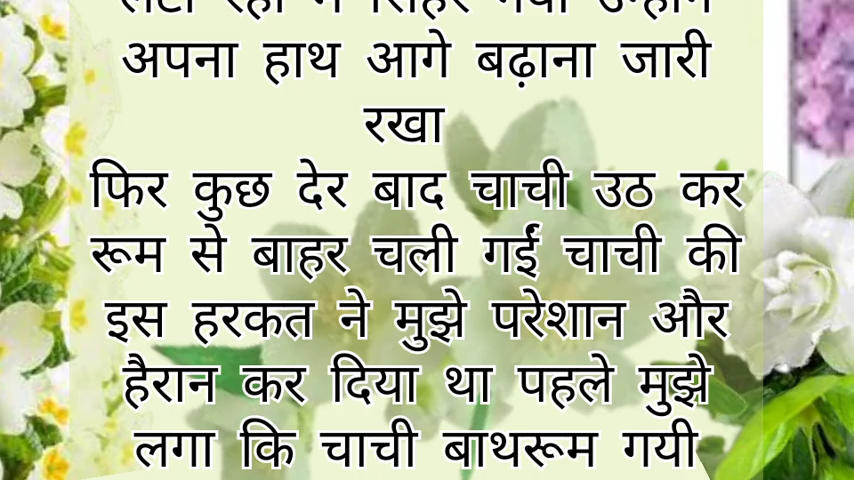 अपना हाथ आगे बढ़ाना जारी
रखा
फिर कुछ देर बाद चाची उठ कर
रूम से बाहर चली गईं चाची की
इस हरकत ने मुझे परेशान और
हैरान कर दिया था पहले मुझे
लगा कि चाची बाथरूम गयी